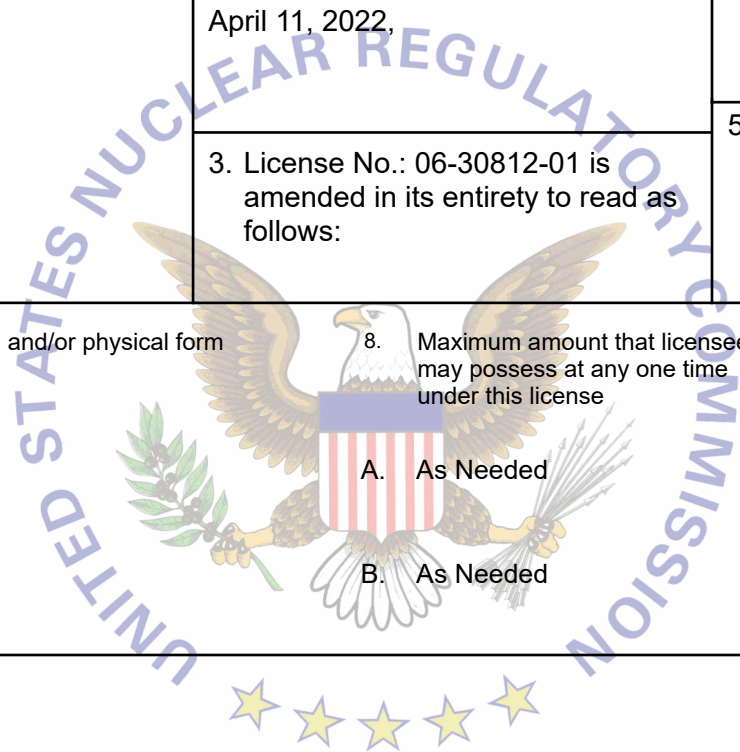 April 11, 2022,
5
3. License No.: 06-30812-01 is
amended in its entirety to read as
follows:
and/or physical form
8. Maximum amount that licensee
may possess at any one time
under this license
A. As Needed
B. As Needed
UNITED STATES NUCLEAR REGULATORY COMMISSION